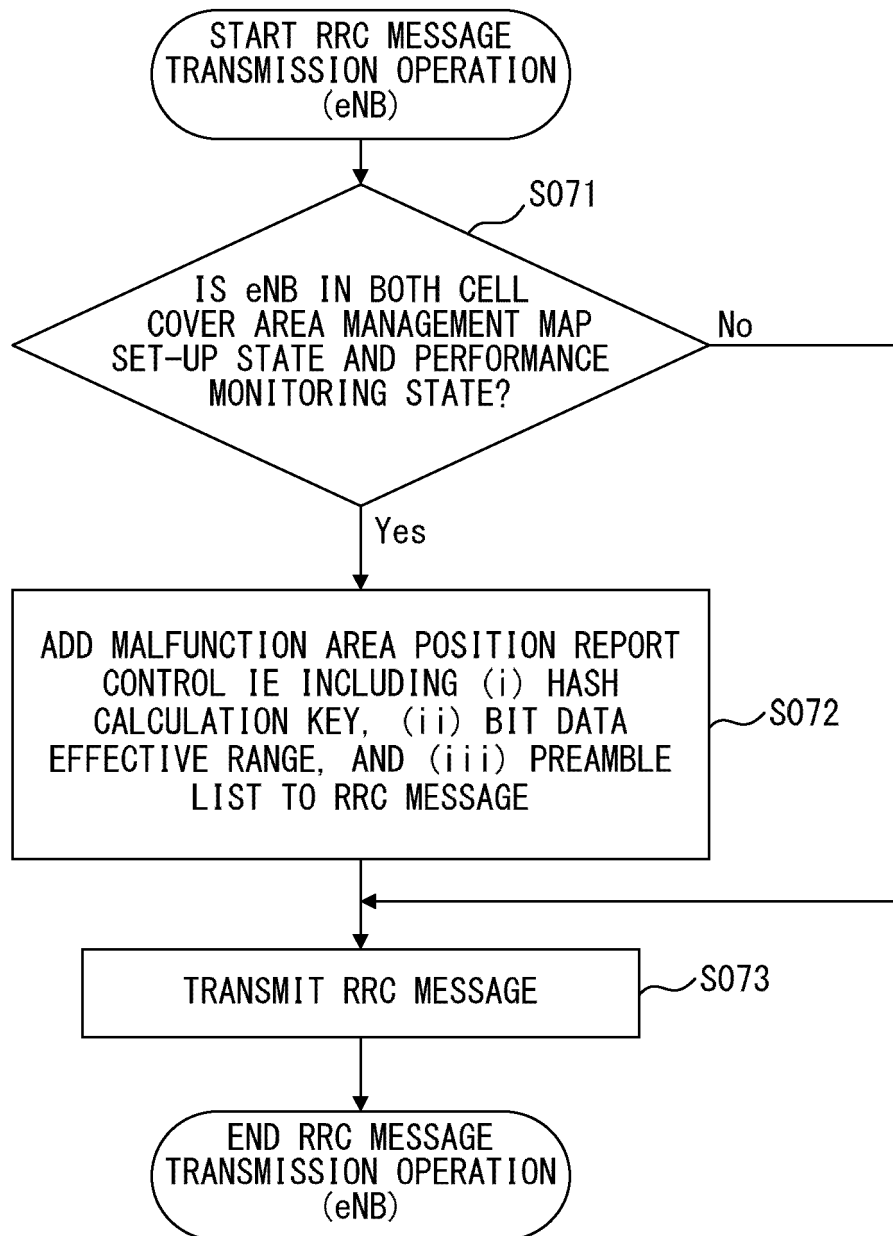 START RRC MESSAGE
TRANSMISSION OPERATION
(eNB)
S071
IS eNB IN BOTH CELL
COVER AREA MANAGEMENT MAP
SET-UP STATE AND PERFORMANCE
MONITORING STATE?
No
Yes
ADD MALFUNCTION AREA POSITION REPORT
CONTROL IE INCLUDING (i) HASH
CALCULATION KEY, (ii) BIT DATA
EFFECTIVE RANGE, AND (iii) PREAMBLE
LIST TO RRC MESSAGE
S072
TRANSMIT RRC MESSAGE
S073
END RRC MESSAGE
TRANSMISSION OPERATION
(eNB)